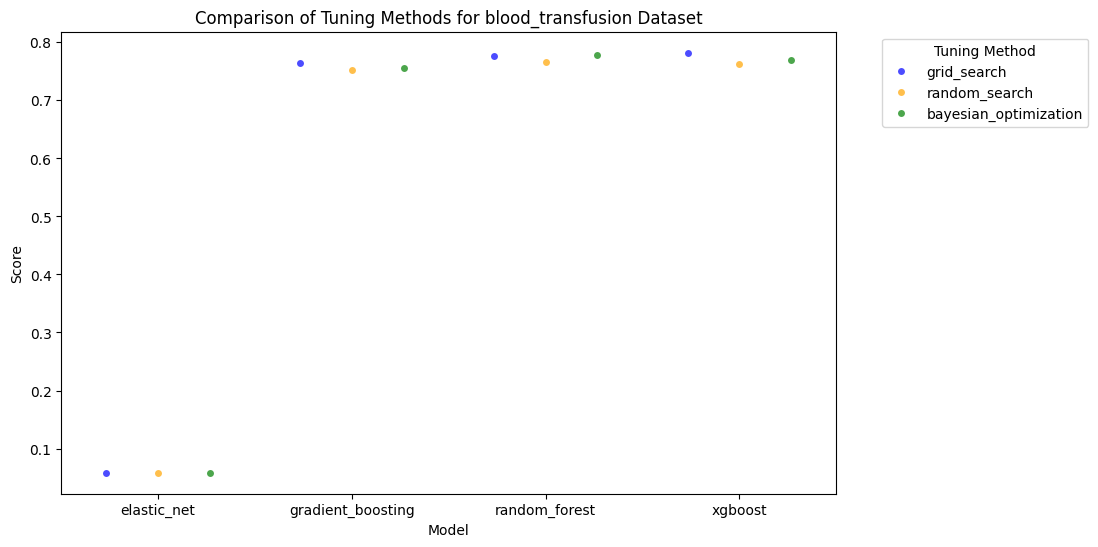 Comparison of Tuning Methods for blood_transfusion Dataset
0.8
0.7
0.6
0.5
0.4
0.3
0.2
0.1
Score
elastic_net
gradient_boosting
random_forest
xgboost
Model
Tuning Method
grid_search
random_search
bayesian_optimization